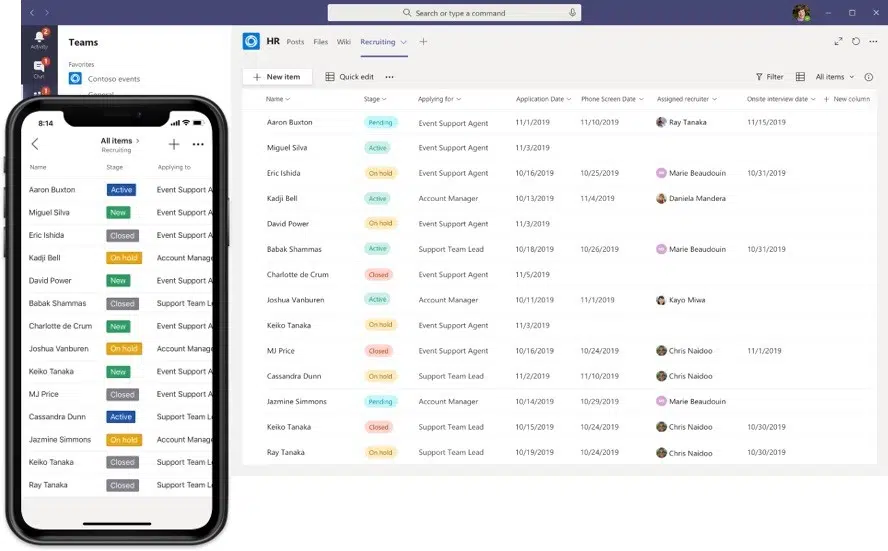 Search or type a command
2
Activity
1
Chat
1
Teams
Favorites
Contoso events
General
HR Posts Files Wiki Recruiting
New item Quick edit Filter All items
Name Stage Applying for Application Date Phone Screen Date Assigned recruiter Onsite interview date New column
Aaron Buxton Pending Event Support Agent 11/1/2019 11/10/2019 Ray Tanaka 11/15/2019
Miguel Silva Active Event Support Agent 11/3/2019
Eric Ishida On hold Event Support Agent 10/16/2019 10/25/2019 Marie Beaudouin 10/31/2019
Kadji Bell Active Account Manager 10/13/2019 11/4/2019 Daniela Mandera
David Power On hold Event Support Agent 11/3/2019
Babak Shammas Active Support Team Lead 10/18/2019 10/26/2019 Marie Beaudouin 10/31/2019
Charlotte de Crum Closed Event Support Agent 11/5/2019
Joshua Vanburen Active Account Manager 10/11/2019 11/1/2019 Kayo Miwa
Keiko Tanaka On hold Event Support Agent 11/3/2019
MJ Price Closed Event Support Agent 10/16/2019 10/24/2019 Chris Naidoo 11/1/2019
Cassandra Dunn On hold Support Team Lead 11/2/2019 11/10/2019 Chris Naidoo
Jazmine Simmons Pending Account Manager 10/14/2019 10/29/2019 Marie Beaudouin
Keiko Tanaka Closed Support Team Lead 10/15/2019 10/24/2019 Chris Naidoo 10/30/2019
Ray Tanaka On hold Support Team Lead 10/19/2019 10/24/2019 Chris Naidoo 10/30/2019
8:14
All items
Recruiting
Name Stage Applying to
Aaron Buxton Active Event Support A
Miguel Silva New Event Support A
Eric Ishida Closed Event Support A
Kadji Bell On hold Account Manag
David Power New Event Support A
Babak Shammas Closed Support Team L
Charlotte de Crum New Event Support A
Joshua Vanburen On hold Account Manag
Keiko Tanaka New Event Support A
MJ Price Closed Event Support A
Cassandra Dunn Active Support Team L
Jazmine Simmons On hold Account Manag
Keiko Tanaka Closed Support Team L
Ray Tanaka Closed Support Team L